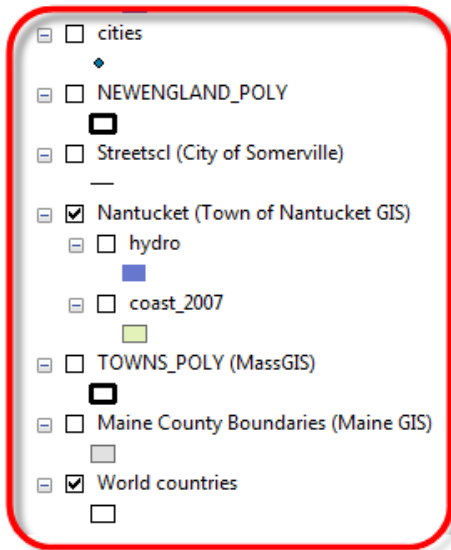 cities
NEWENGLAND_POLY
Streetscl (City of Somerville)
Nantucket (Town of Nantucket GIS)
hydro
coast_2007
TOWNS_POLY (MassGIS)
Maine County Boundaries (Maine GIS)
World countries